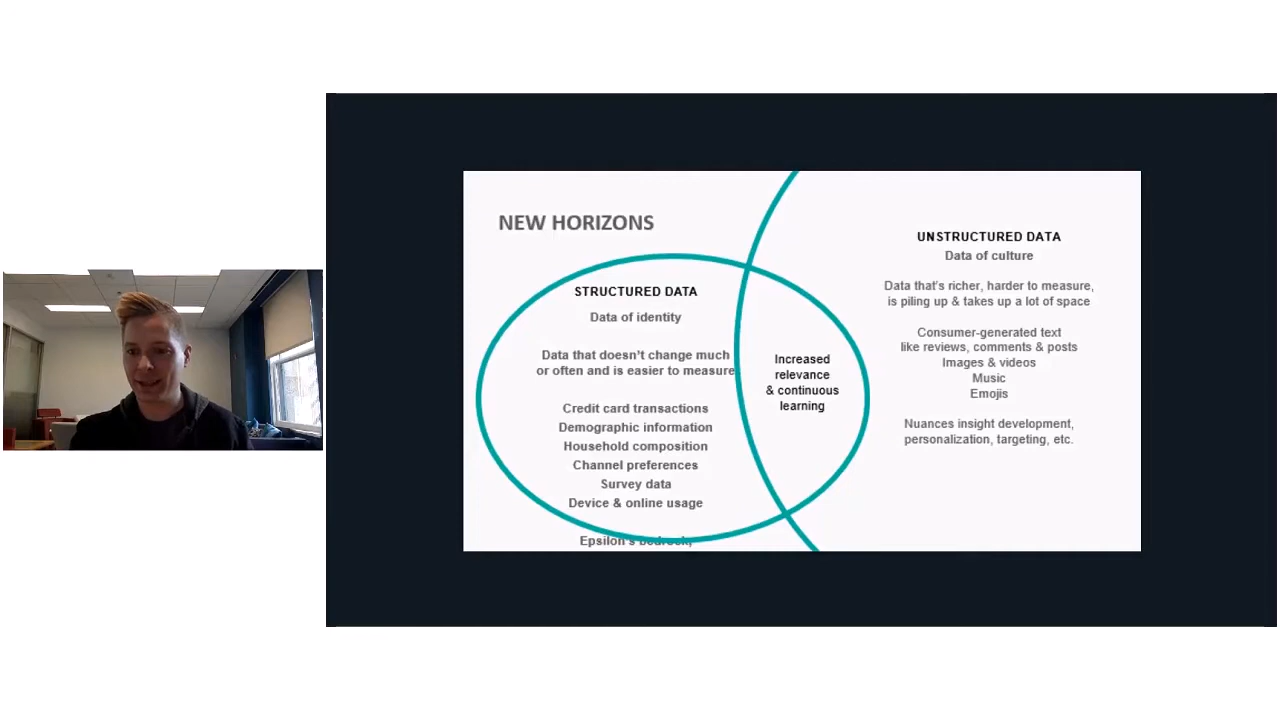 NEW HORIZONS
STRUCTURED DATA
Data of identity
Data that doesn't change much
or often and is easier to measure
Credit card transactions
Demographic information
Household composition
Channel preferences
Survey data
Device & online usage
Epsilon's bedrock,
Increased
relevance
& continuous
learning
UNSTRUCTURED DATA
Data of culture
Data that's richer, harder to measure,
is piling up & takes up a lot of space
Consumer-generated text
like reviews, comments & posts
Images & videos
Music
Emojis
Nuances insight development,
personalization, targeting, etc.